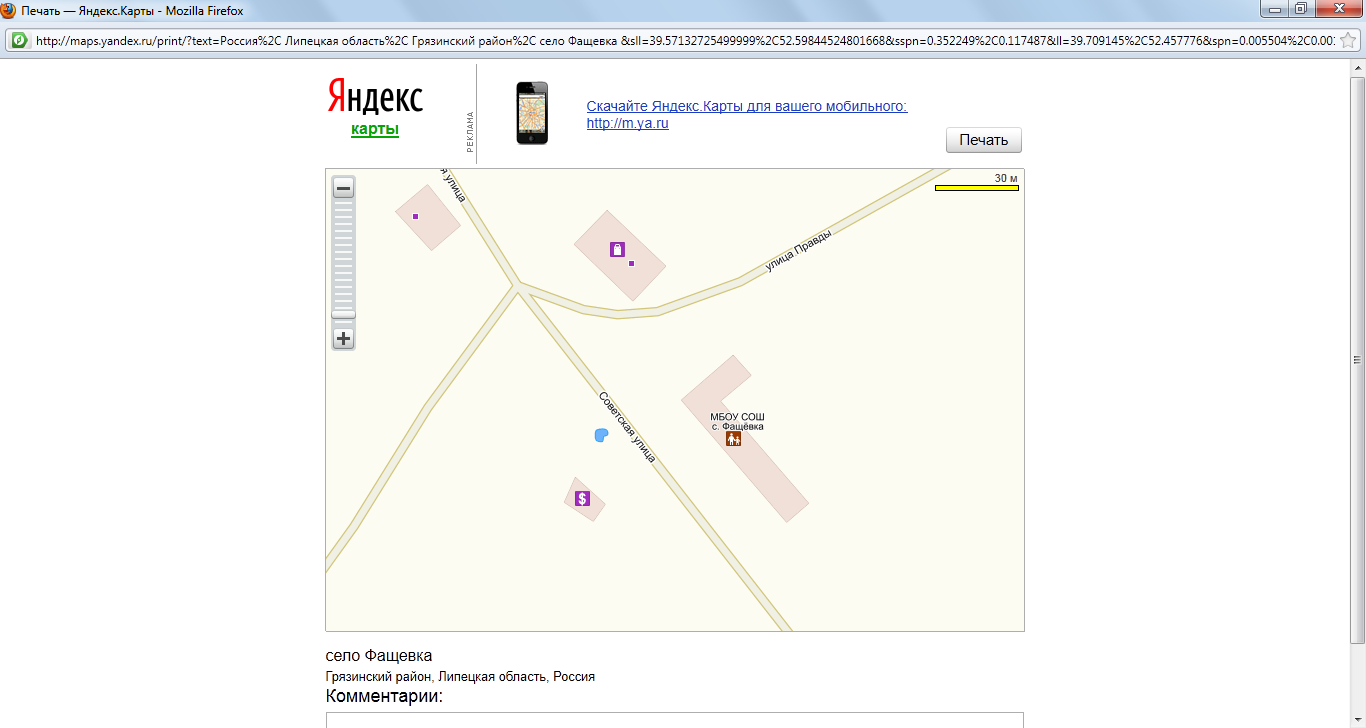 Печать — Яндекс.Карты - Mozilla Firefox
http://maps.yandex.ru/print/?text=Россия%2C Липецкая область%2C Грязинский район%2C село Фащевка &sll=39.57132725499999%2C52.59844524801668&sspn=0.352249%2C0.117487&ll=39.709145%2C52.457776&spn=0.005504%2C0.00
Яндекс
карты
РЕКЛАМА
Скачайте Яндекс.Карты для вашего мобильного:
http://m.ya.ru
Печать
30 м
я улица
улица Правды
Советская улица
МБОУ СОШ
с. Фащёвка
$
село Фащевка
Грязинский район, Липецкая область, Россия
Комментарии: